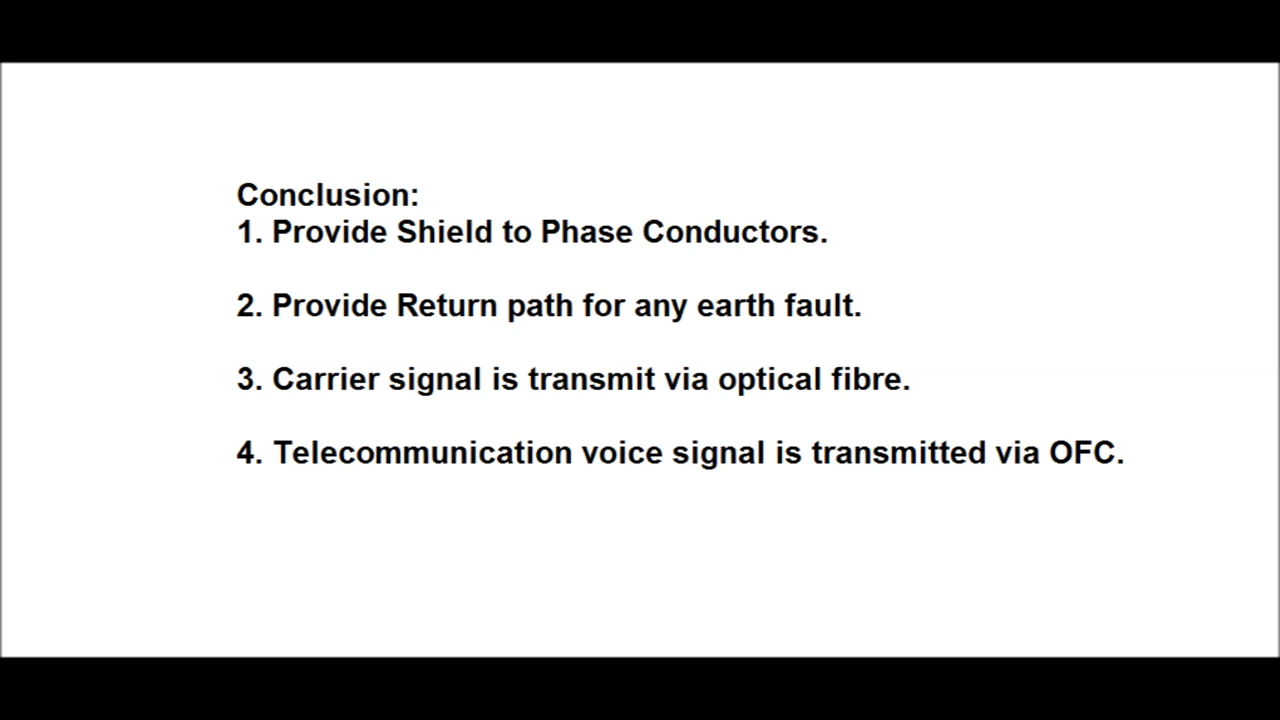 Conclusion:
1. Provide Shield to Phase Conductors.
2. Provide Return path for any earth fault.
3. Carrier signal is transmit via optical fibre.
4. Telecommunication voice signal is transmitted via OFC.